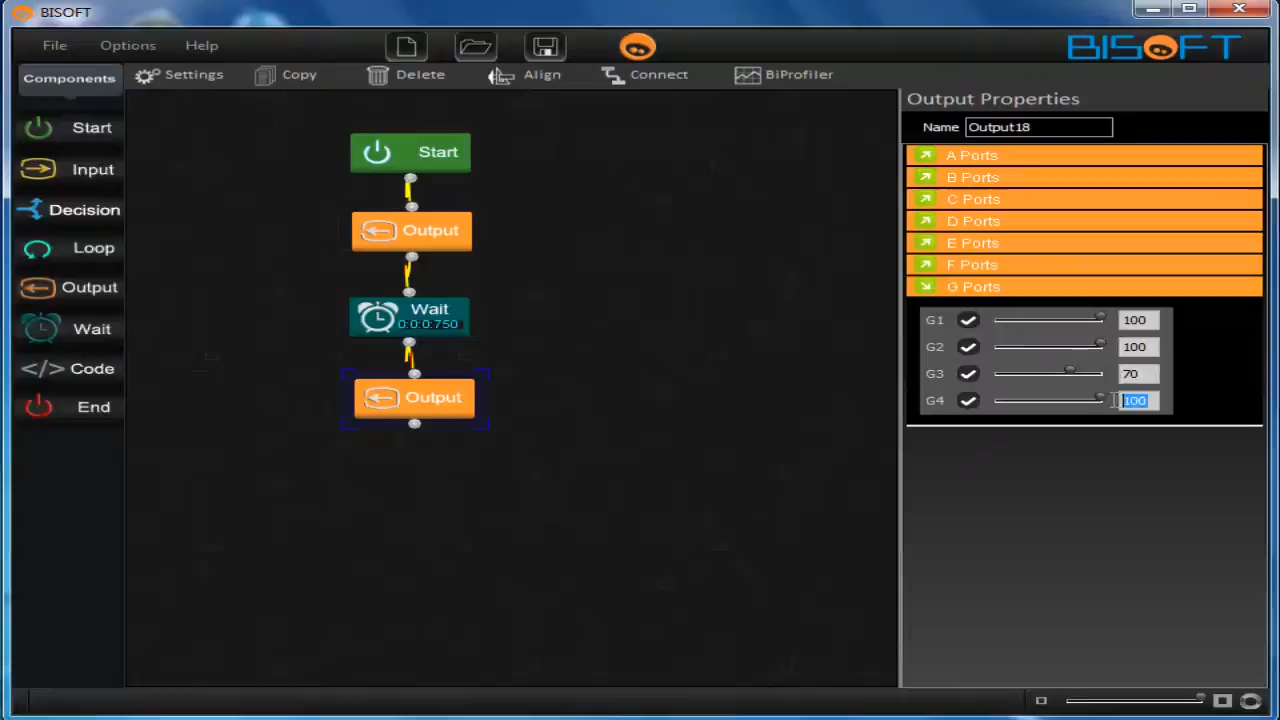 BISOFT
File Options Help
BISOFT
Components
Settings Copy Delete Align Connect BiProfiler
Start
Input
Decision
Loop
Output
Wait
Code
End
Start
Output
Wait
0:0:0:750
Output
Output Properties
Name Output18
A Ports
B Ports
C Ports
D Ports
E Ports
F Ports
G Ports
G1 100
G2 100
G3 70
G4 100